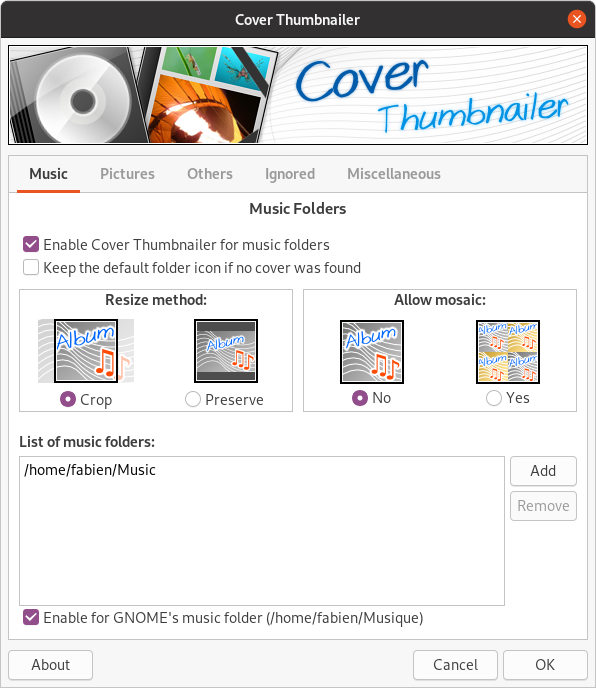 Cover Thumbnailer
Cover
Thumbnailer
Music Pictures Others Ignored Miscellaneous
Music Folders
Enable Cover Thumbnailer for music folders
Keep the default folder icon if no cover was found
Resize method: Allow mosaic:
Album Album Album Album Album Album Album
Crop Preserve No Yes
List of music folders:
/home/fabien/Music
Add
Remove
Enable for GNOME's music folder (/home/fabien/Musique)
About Cancel OK